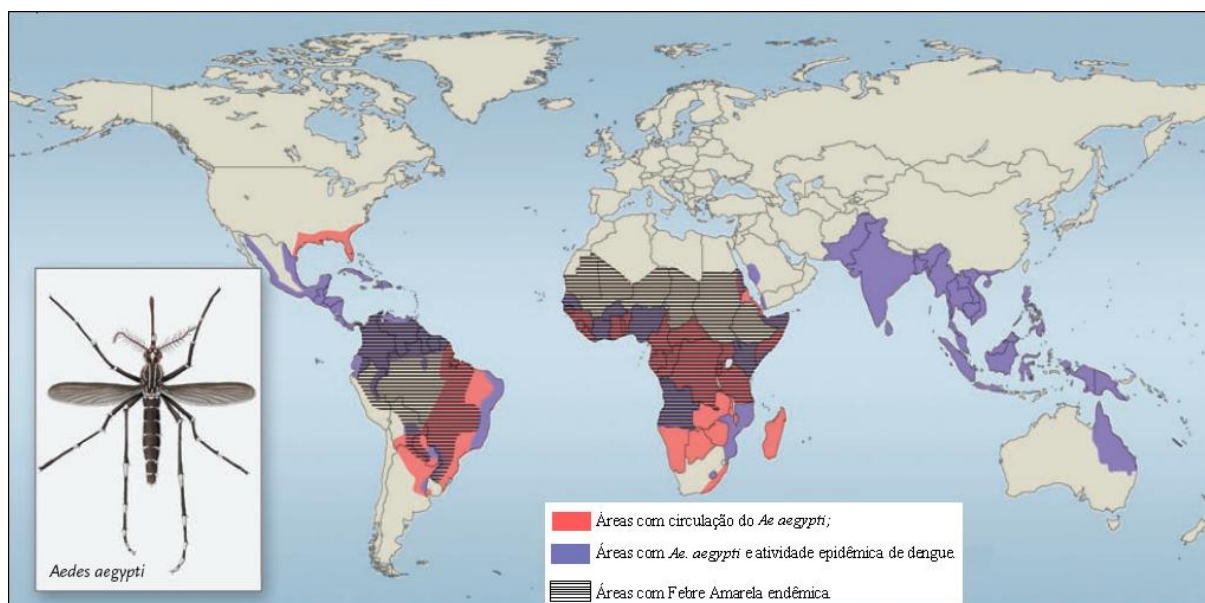 Aedes aegypti
Áreas com circulação do Ae aegypti;
Áreas com Ae. aegypti e atividade epidêmica de dengue.
Áreas com Febre Amarela endêmica.